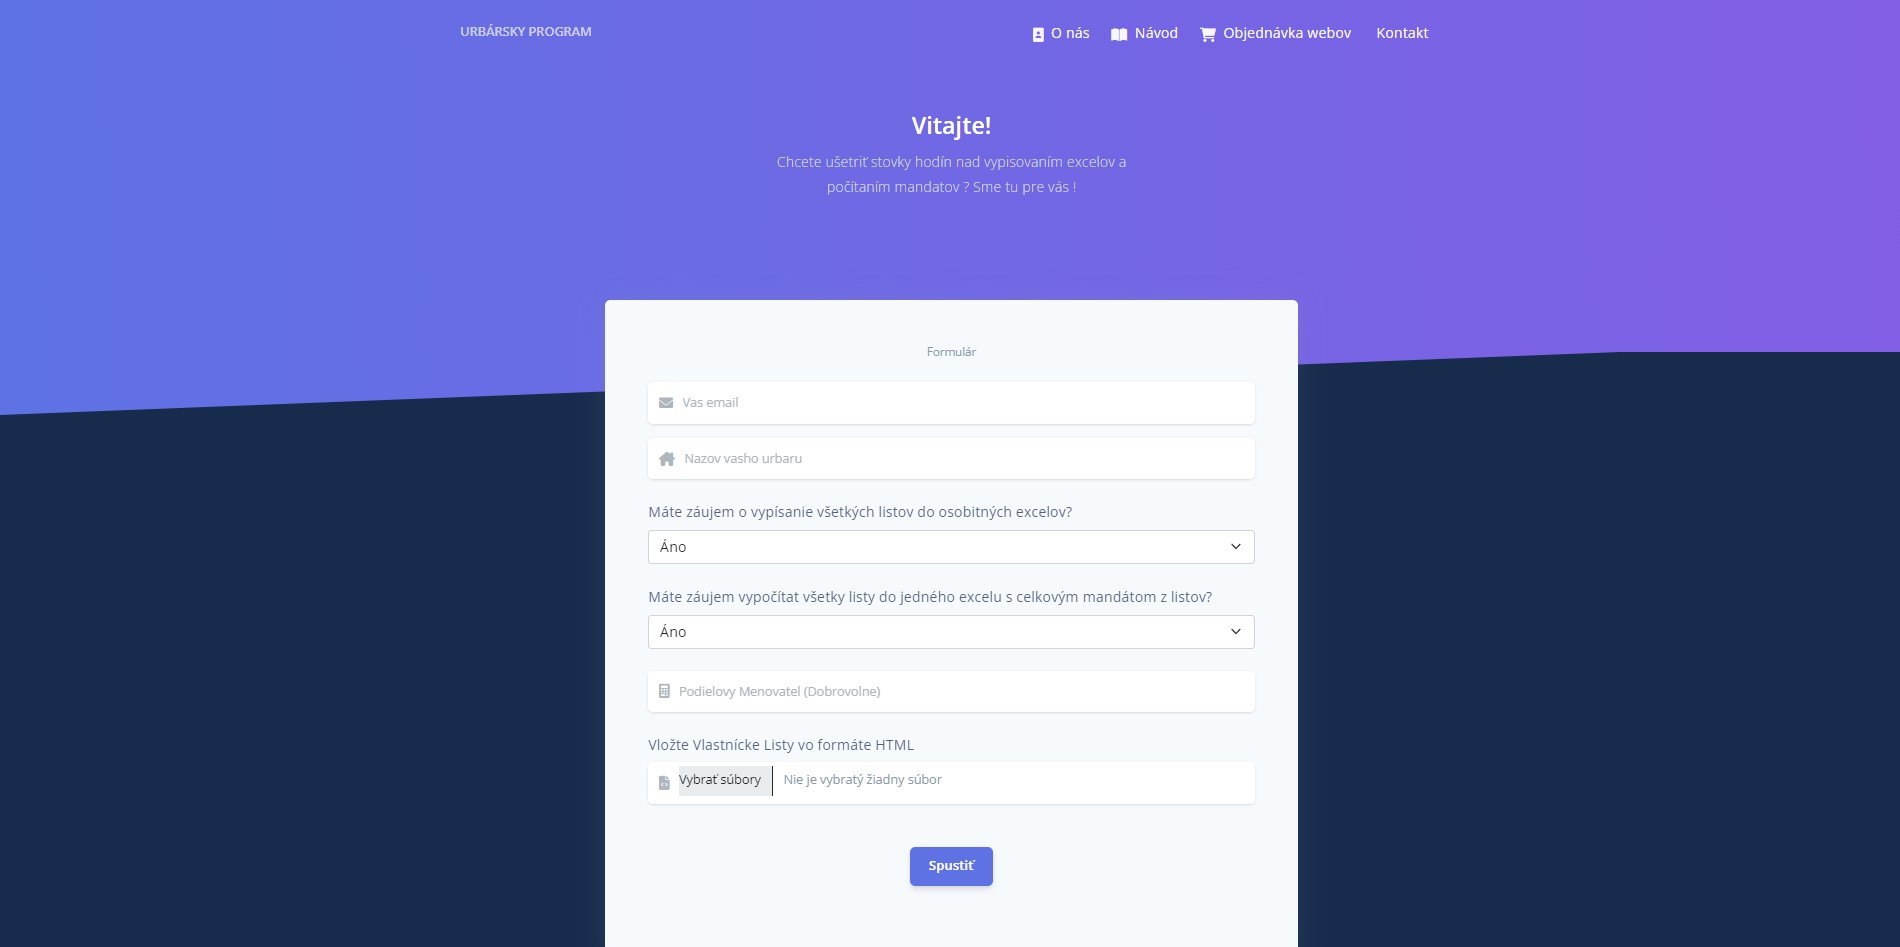 URBÁRSKY PROGRAM
O nás
Návod
Objednávka webov
Kontakt
Vitajte!
Chcete ušetriť stovky hodín nad vypisovaním excelov a
počítaním mandatov ? Sme tu pre vás !
Formulár
Vas email
Nazov vasho urbaru
Máte záujem o vypísanie všetkých listov do osobitných excelov?
Áno
Máte záujem vypočítat všetky listy do jedného excelu s celkovým mandátom z listov?
Áno
Podielovy Menovatel (Dobrovolne)
Vložte Vlastnícke Listy vo formáte HTML
Vybrať súbory Nie je vybratý žiadny súbor
Spustiť